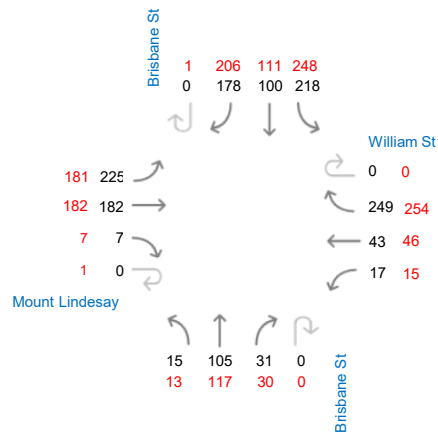 Brisbane St
1 206 111 248
0 178 100 218
William St
0 0
181 225
182 182
249 254
7 7
43 46
1 0
17 15
Mount Lindesay
15 105 31 0
13 117 30 0
Brisbane St